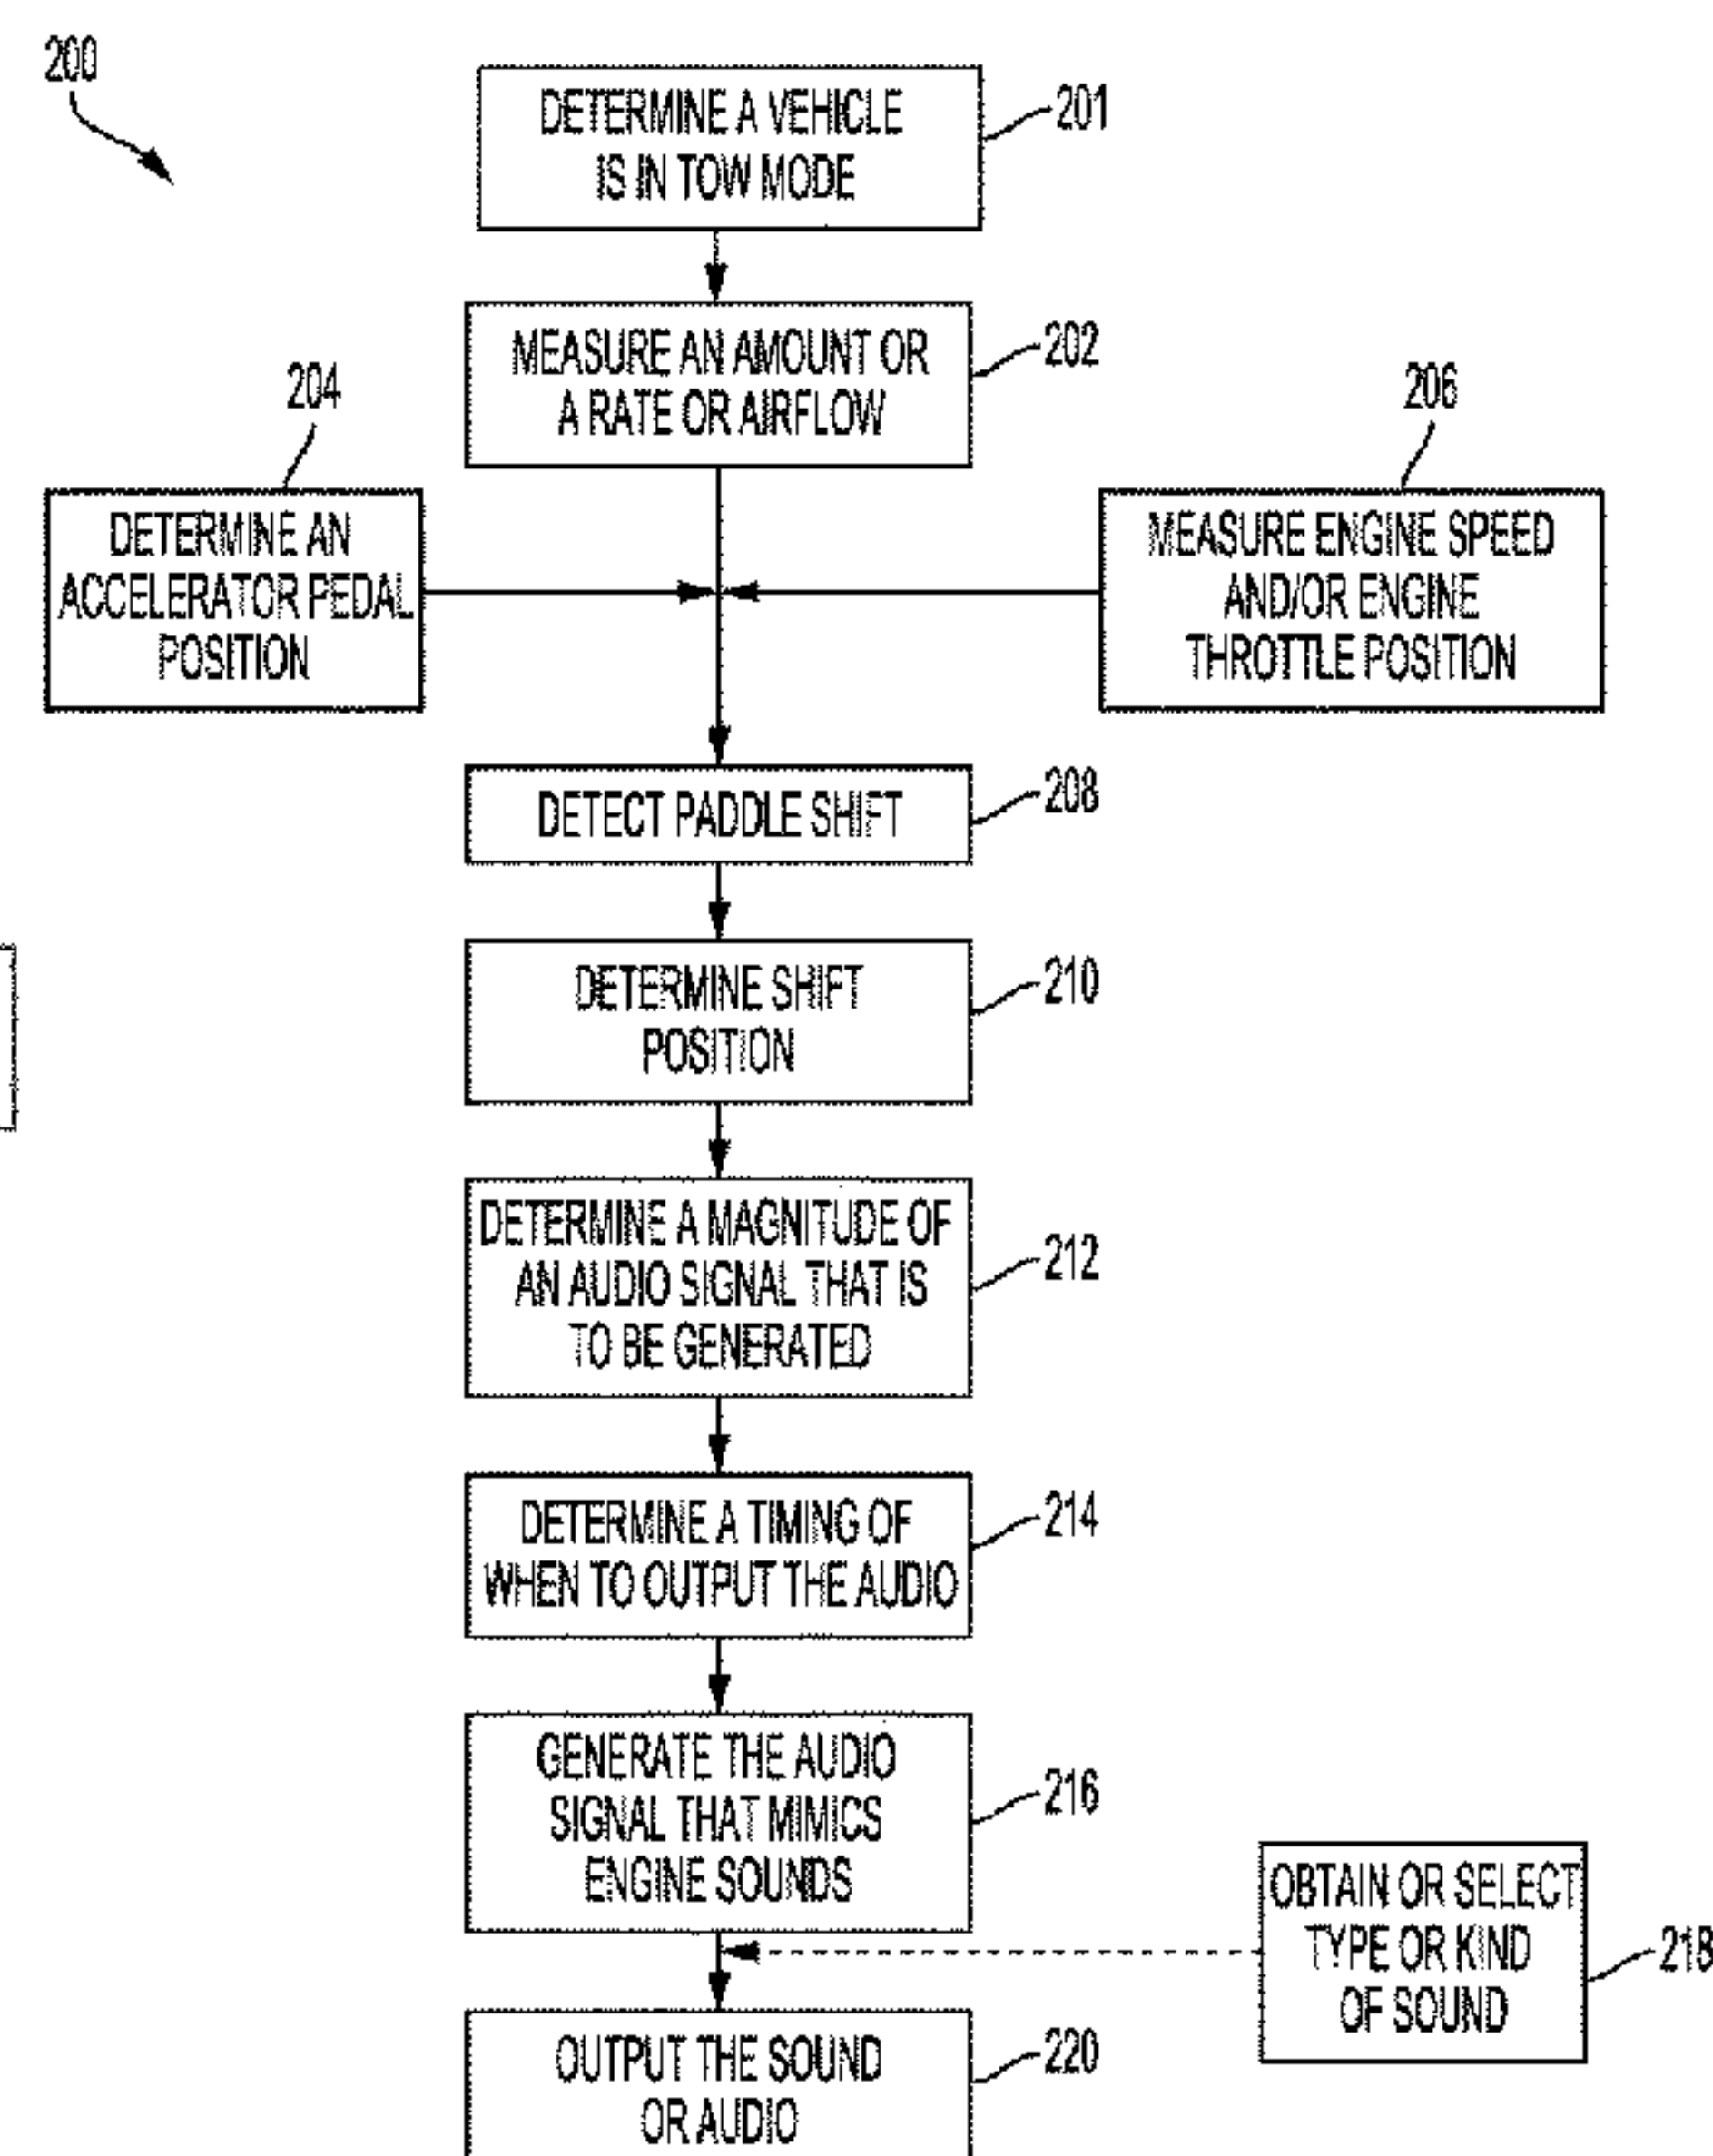 200
DETERMINE A VEHICLE
IS IN TOW MODE
201
MEASURE AN AMOUNT OR
A RATE OR AIRFLOW
202
204
DETERMINE AN
ACCELERATOR PEDAL
POSITION
206
MEASURE ENGINE SPEED
AND/OR ENGINE
THROTTLE POSITION
DETECT PADDLE SHIFT
208
DETERMINE SHIFT
POSITION
210
DETERMINE A MAGNITUDE OF
AN AUDIO SIGNAL THAT IS
TO BE GENERATED
212
DETERMINE A TIMING OF
WHEN TO OUTPUT THE AUDIO
214
GENERATE THE AUDIO
SIGNAL THAT MIMICS
ENGINE SOUNDS
216
OBTAIN OR SELECT
TYPE OR KIND
OF SOUND
218
OUTPUT THE SOUND
OR AUDIO
220